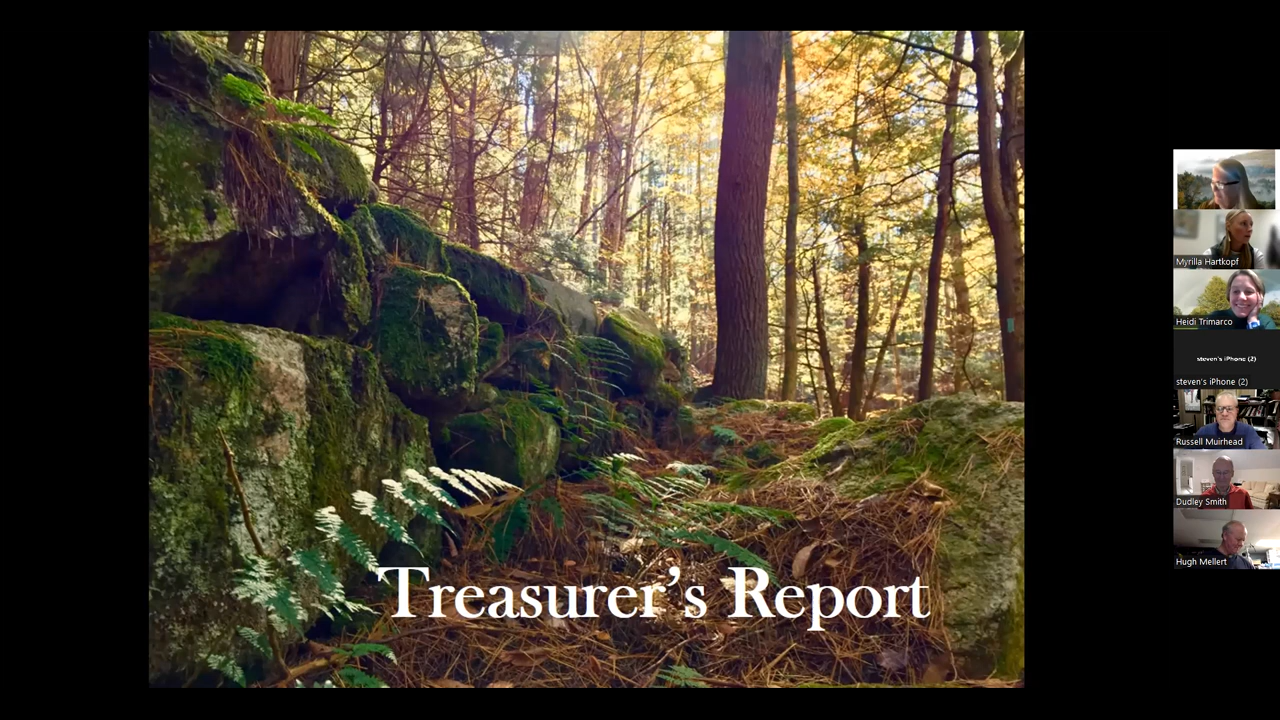 Treasurer's Report
Myrilla Hartkopf
Heidi Trimarco
steven's iPhone (2)
steven's iPhone (2)
Russell Muirhead
Dudley Smith
Hugh Mellert